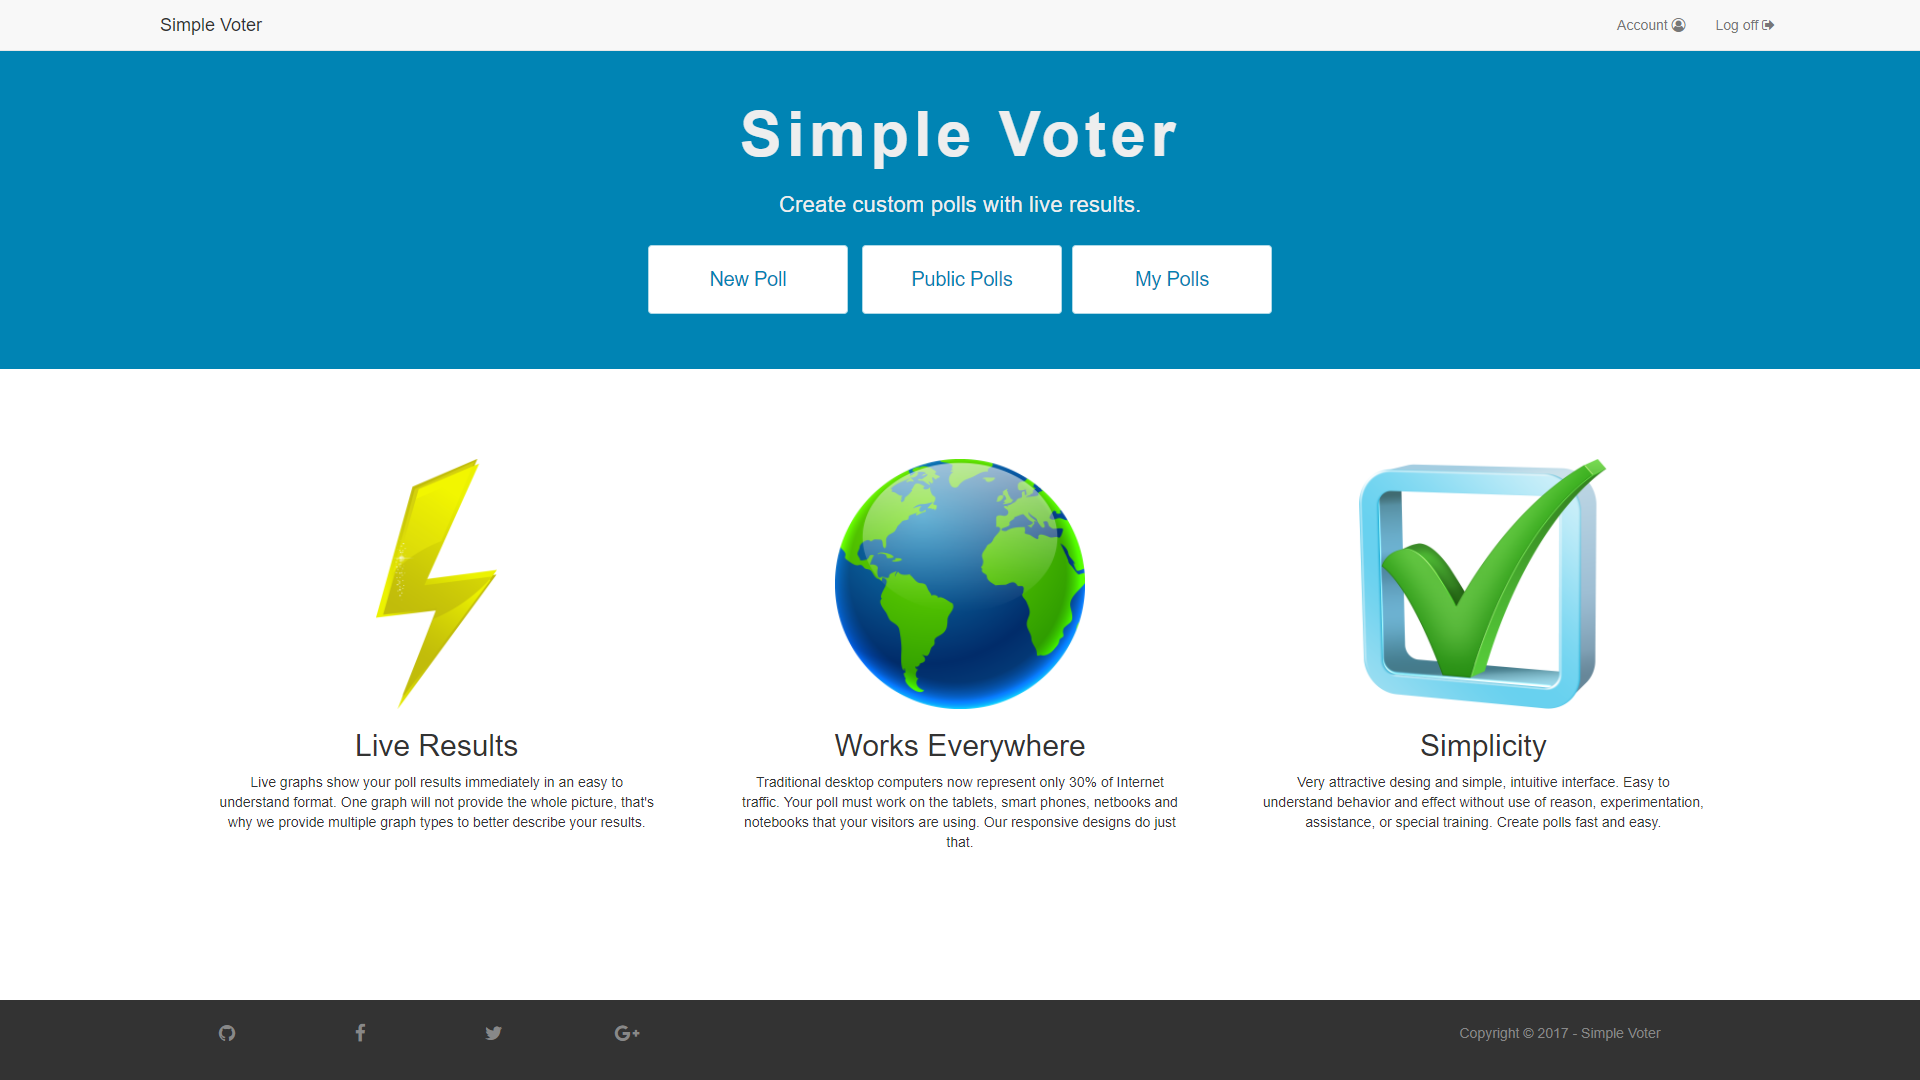 Simple Voter
Account
Log off
Simple Voter
Create custom polls with live results.
New Poll
Public Polls
My Polls
Live Results
Live graphs show your poll results immediately in an easy to
understand format. One graph will not provide the whole picture, that's
why we provide multiple graph types to better describe your results.
Works Everywhere
Traditional desktop computers now represent only 30% of Internet
traffic. Your poll must work on the tablets, smart phones, netbooks and
notebooks that your visitors are using. Our responsive designs do just
that.
Simplicity
Very attractive desing and simple, intuitive interface. Easy to
understand behavior and effect without use of reason, experimentation,
assistance, or special training. Create polls fast and easy.
Copyright © 2017 - Simple Voter